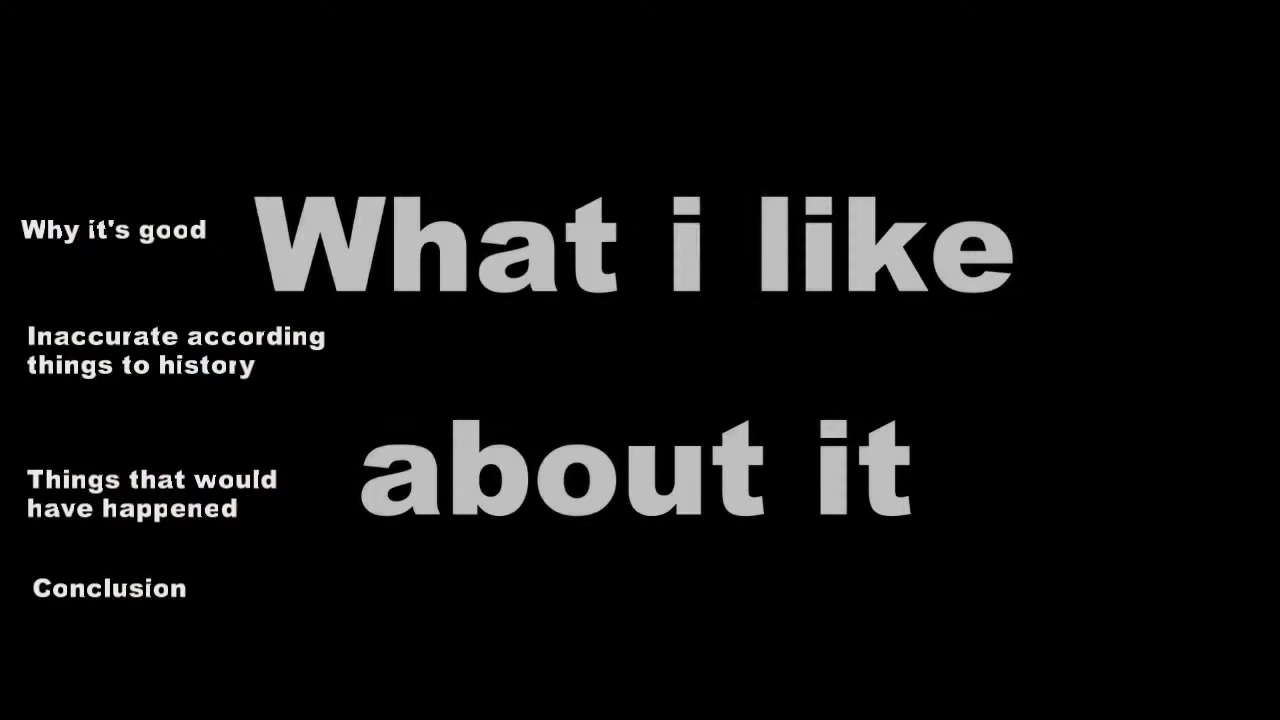 Why it's good
What i like
Inaccurate according
things to history
about it
Things that would
have happened
Conclusion